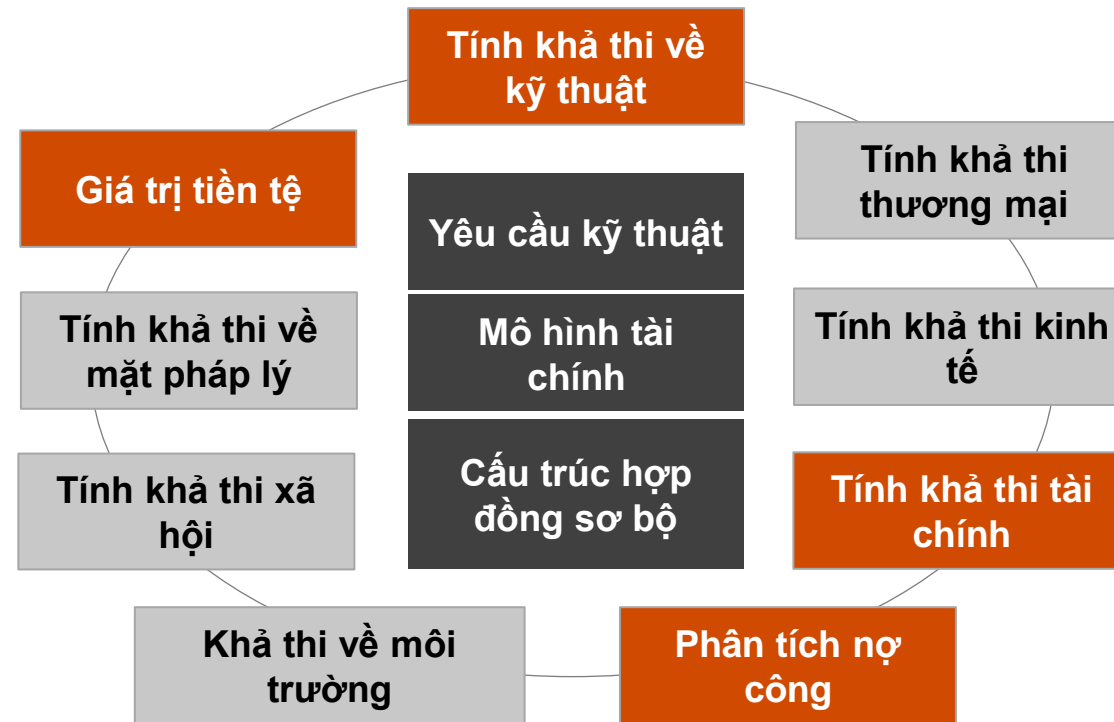 Tính khả thi về
kỹ thuật
Giá trị tiền tệ
Tính khả thi
thương mại
Yêu cầu kỹ thuật
Tính khả thi về
mặt pháp lý
Mô hình tài
chính
Tính khả thi kinh
tế
Tính khả thi xã
hội
Cấu trúc hợp
đồng sơ bộ
Tính khả thi tài
chính
Khả thi về môi
trường
Phân tích nợ
công